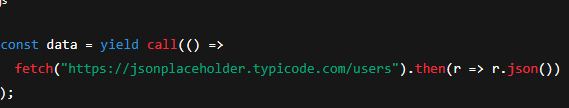 const data = yield call(() =>
fetch("https://jsonplaceholder.typicode.com/users").then(r => r.json())
);